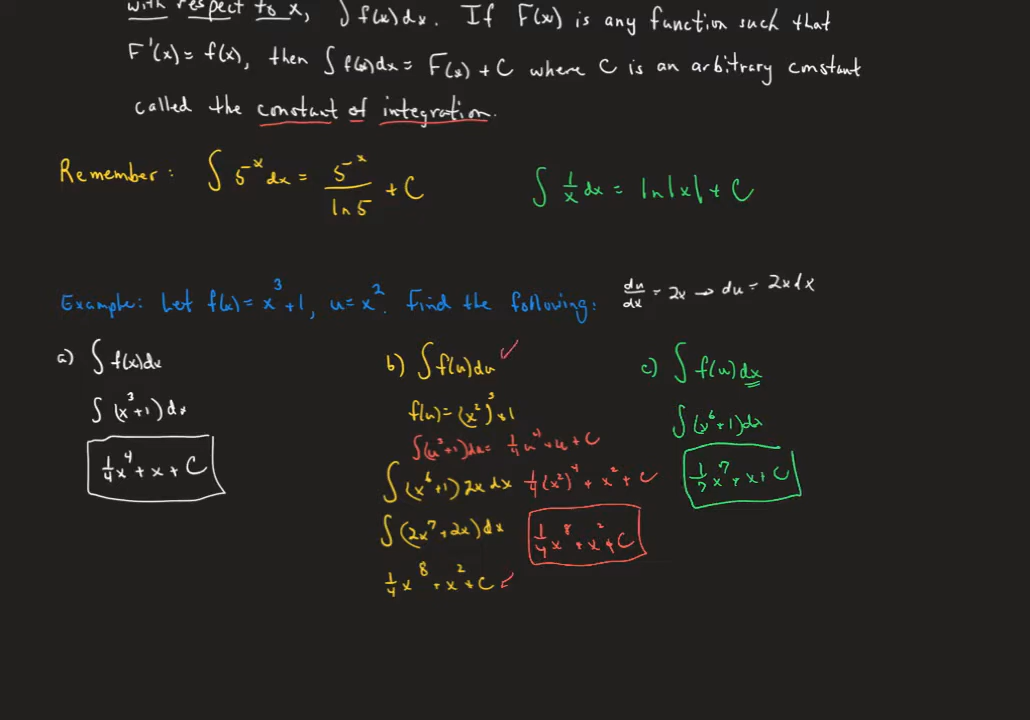 with respect to x, ∫ f(x) dx. If F(x) is any function such that
F'(x) = f(x), then ∫ f(x) dx = F(x) + C where C is an arbitrary constant
called the constant of integration.
Remember: ∫ 5^x dx = 5^x / ln 5 + C
∫ 1/x dx = ln|x| + C
Example: Let f(x) = x^3 + 1, u = x^2. Find the following:
du/dx = 2x → du = 2x dx
a) ∫ f(x) dx
∫ (x^3 + 1) dx
1/4 x^4 + x + C
b) ∫ f(u) du ✓
f(u) = (x^2)^3 + 1
∫ (u^3 + 1) du = 1/4 u^4 + u + C
∫ (x^6 + 1) 2x dx
1/4 (x^2)^4 + x^2 + C
∫ (2x^7 + 2x) dx
1/4 x^8 + x^2 + C
1/4 x^8 + x^2 + C ✓
c) ∫ f(u) dx
∫ (x^6 + 1) dx
1/7 x^7 + x + C